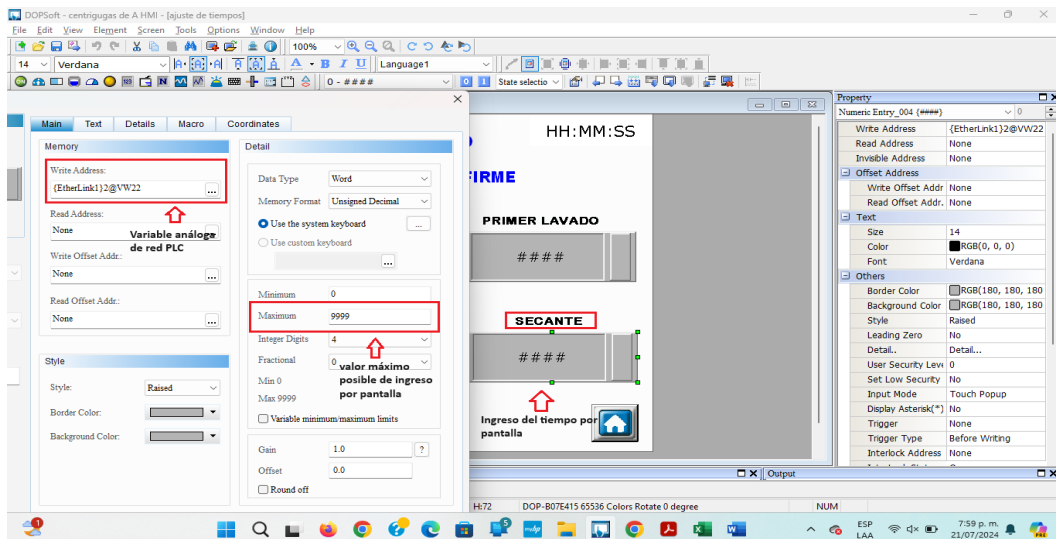 DOPSoft - centrigugas de A HMI - [ajuste de tiempos]
File Edit View Element Screen Tools Options Window Help
100%
14 Verdana A A A B I U Language1
0 - #### 0 1 State selectio
Main Text Details Macro Coordinates
Memory
Write Address:
{EtherLink1}2@VW22 ...
Read Address:
None
Variable análoga
de red PLC
Write Offset Addr.:
None ...
Read Offset Addr.:
None ...
Style
Style: Raised
Border Color:
Background Color:
Detail
Data Type Word
Memory Format Unsigned Decimal
Use the system keyboard ...
Use custom keyboard
...
Minimum 0
Maximum 9999
Integer Digits 4
Fractional 0
valor máximo
posible de ingreso
por pantalla
Min 0
Max 9999
Variable minimum/maximum limits
Gain 1.0 ?
Offset 0.0
Round off
HH:MM:SS
FIRME
PRIMER LAVADO
####
SECANTE
####
Ingreso del tiempo por
pantalla
Property
Numeric Entry_004 {####} 0
Write Address {EtherLink1}2@VW22
Read Address None
Invisible Address None
Offset Address
Write Offset Addr None
Read Offset Addr. None
Text
Size 14
Color RGB(0, 0, 0)
Font Verdana
Others
Border Color RGB(180, 180, 180
Background Color RGB(180, 180, 180
Style Raised
Leading Zero No
Detail.. Detail...
User Security Leve 0
Set Low Security No
Input Mode Touch Popup
Display Asterisk(*) No
Trigger None
Trigger Type Before Writing
Interlock Address None
Output
H:72 DOP-B07E415 65536 Colors Rotate 0 degree NUM
ESP
LAA
7:59 p. m.
21/07/2024